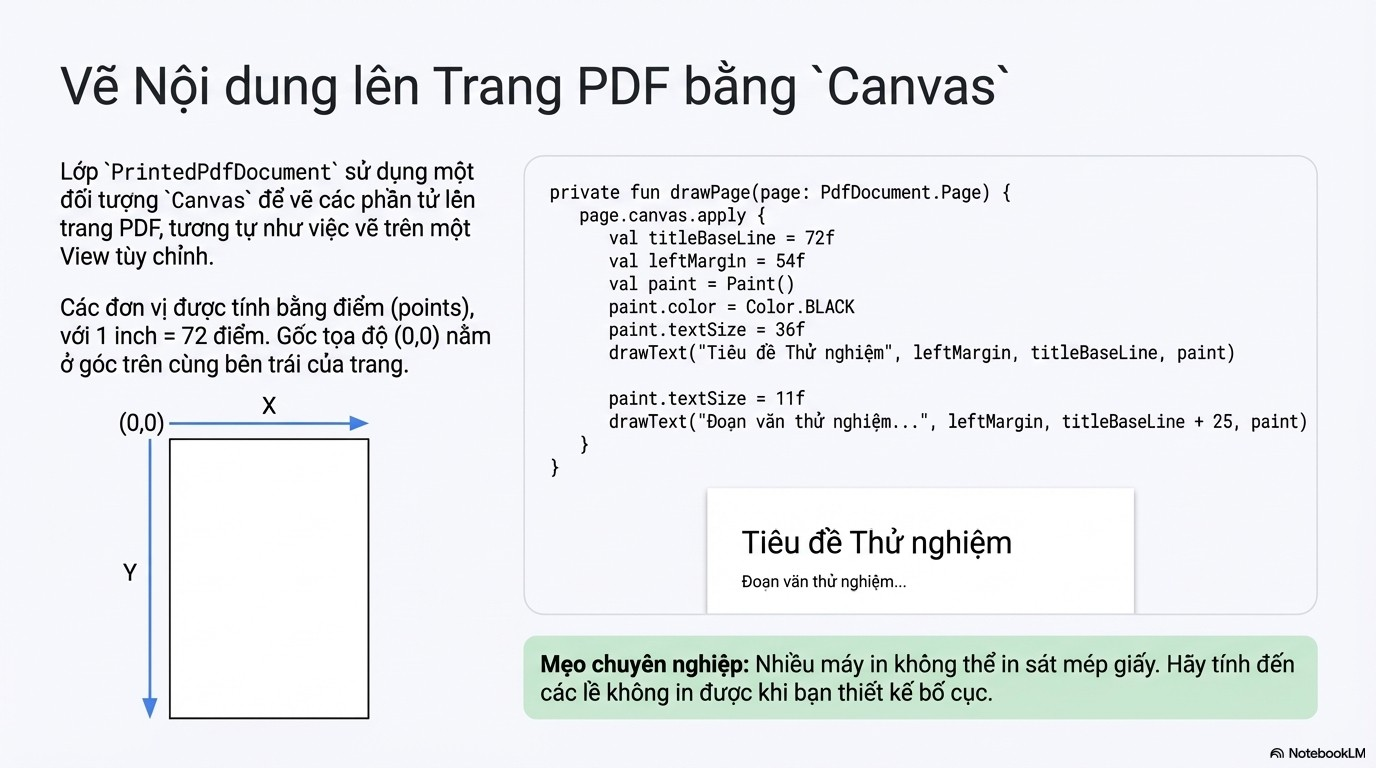 Vẽ Nội dung lên Trang PDF bằng `Canvas`
Lớp `PrintedPdfDocument` sử dụng một
đối tượng `Canvas` để vẽ các phần tử lên
trang PDF, tương tự như việc vẽ trên một
View tùy chỉnh.
Các đơn vị được tính bằng điểm (points),
với 1 inch = 72 điểm. Gốc tọa độ (0,0) nằm
ở góc trên cùng bên trái của trang.
X
(0,0)
Y
private fun drawPage(page: PdfDocument.Page) {
page.canvas.apply {
val titleBaseLine = 72f
val leftMargin = 54f
val paint = Paint()
paint.color = Color.BLACK
paint.textSize = 36f
drawText("Tiêu đề Thử nghiệm", leftMargin, titleBaseLine, paint)
paint.textSize = 11f
drawText("Đoạn văn thử nghiệm...", leftMargin, titleBaseLine + 25, paint)
}
}
Tiêu đề Thử nghiệm
Đoạn văn thử nghiệm...
Mẹo chuyên nghiệp: Nhiều máy in không thể in sát mép giấy. Hãy tính đến
các lề không in được khi bạn thiết kế bố cục.
NotebookLM